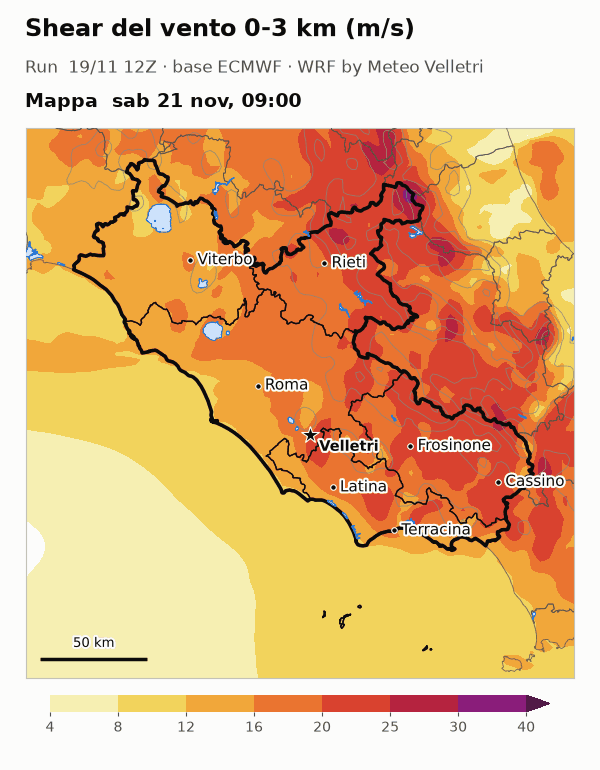 Shear del vento 0-3 km (m/s)
Run  19/11 12Z · base ECMWF · WRF by Meteo Velletri
Mappa  sab 21 nov, 09:00
Viterbo
Rieti
Roma
Velletri
Frosinone
Cassino
Latina
Terracina
50 km
4 8 12 16 20 25 30 40